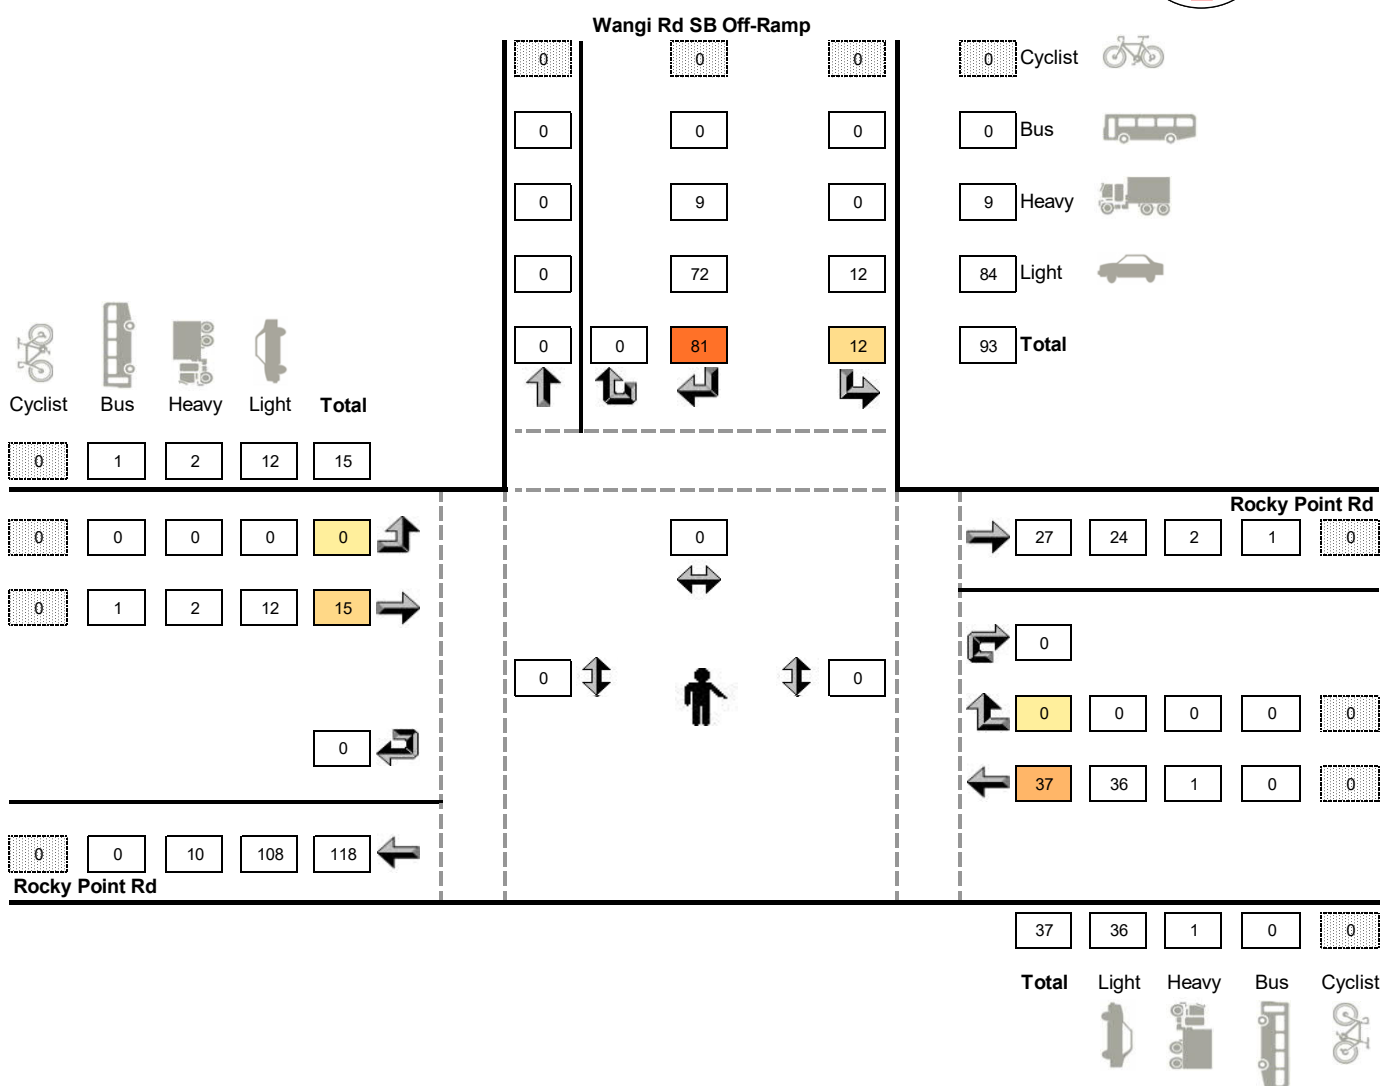 Wangi Rd SB Off-Ramp
0 0 0 0 Cyclist
0 0 0 0 Bus
0 9 0 9 Heavy
0 72 12 84 Light
0 0 81 12 93 Total
Cyclist Bus Heavy Light Total
0 1 2 12 15
Rocky Point Rd
0 0 0 0 0 0 27 24 2 1 0
0 1 2 12 15
0
0 0
0 0 0 0 0
0
37 36 1 0 0
0 0 10 108 118
Rocky Point Rd
37 36 1 0 0
Total Light Heavy Bus Cyclist